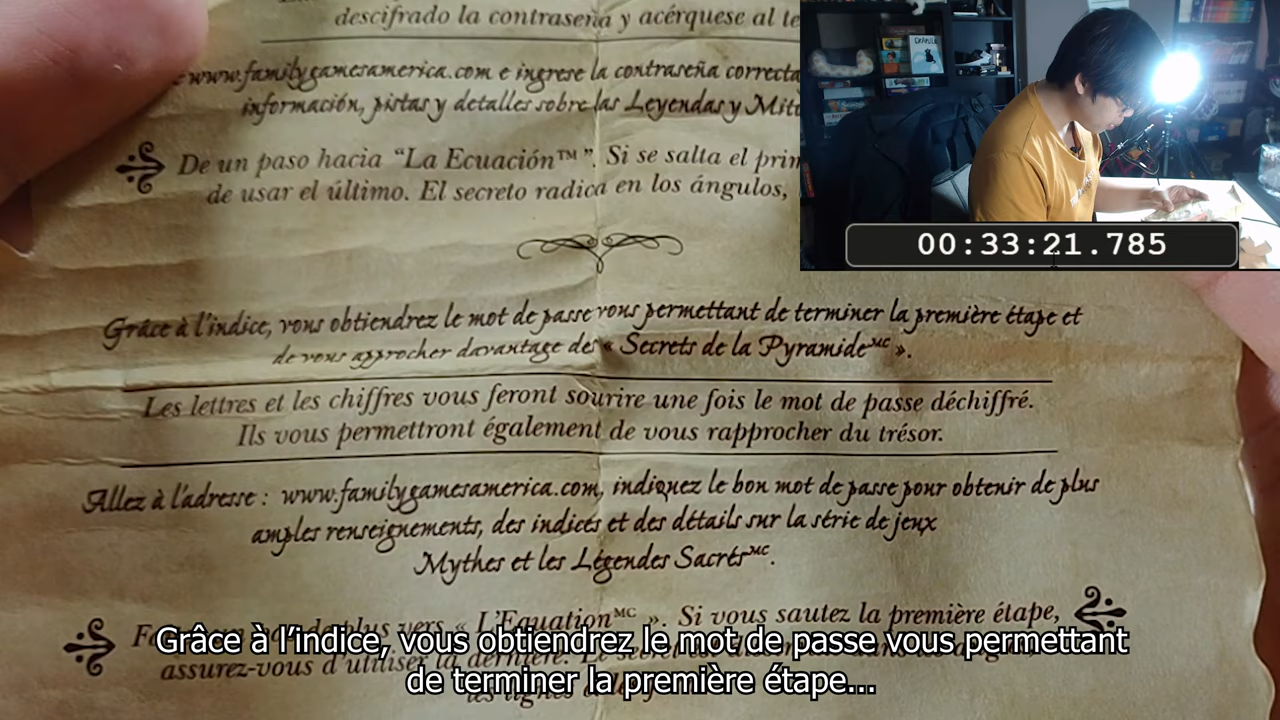 descifrado la contraseña y acérquese al te
www.familygamesamerica.com e ingrese la contraseña correcta
información, pistas y detalles sobre las Leyendas y Mit
De un paso hacia “La Ecuación™”. Si se salta el prim
de usar el último. El secreto radica en los ángulos,
00:33:21.785
Grâce à l'indice, vous obtiendrez le mot de passe vous permettant de terminer la première étape et
de vous approcher davantage des « Secrets de la Pyramide MC ».
Les lettres et les chiffres vous feront sourire une fois le mot de passe déchiffré.
Ils vous permettront également de vous rapprocher du trésor.
Allez à l'adresse : www.familygamesamerica.com, indiquez le bon mot de passe pour obtenir de plus
amples renseignements, des indices et des détails sur la série de jeux
Mythes et les Légendes Sacrés MC.
de plus vers « L'Équation MC ». Si vous sautez la première étape,
assurez-vous d'utiliser la dernière. Le secret
Grâce à l’indice, vous obtiendrez le mot de passe vous permettant
de terminer la première étape...